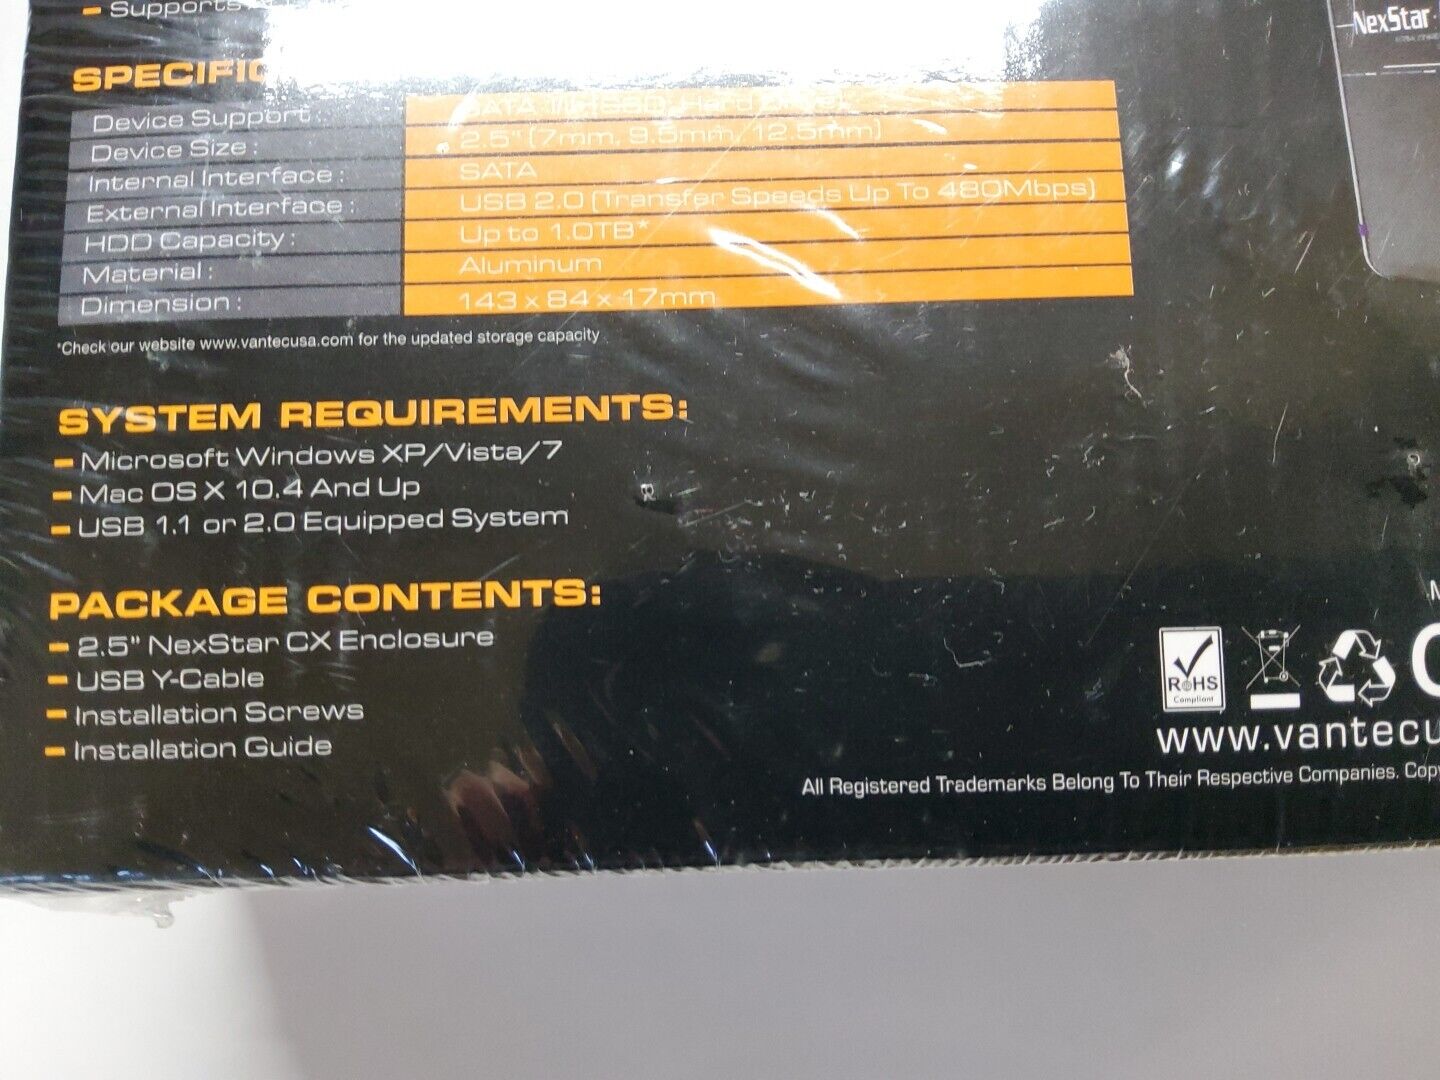 Supports
NexStar
SPECIFIC
Device Support :
Device Size : 2.5" (7mm, 9.5mm, 12.5mm)
Internal Interface : SATA
External Interface : USB 2.0 (Transfer Speeds Up To 480Mbps)
HDD Capacity : Up to 1.0TB*
Material : Aluminum
Dimension : 143 x 84 x 17mm
*Check our website www.vantecusa.com for the updated storage capacity
SYSTEM REQUIREMENTS:
- Microsoft Windows XP/Vista/7
- Mac OS X 10.4 And Up
- USB 1.1 or 2.0 Equipped System
PACKAGE CONTENTS:
- 2.5" NexStar CX Enclosure
- USB Y-Cable
- Installation Screws
- Installation Guide
RoHS
Compliant
www.vantecu
All Registered Trademarks Belong To Their Respective Companies. Copy